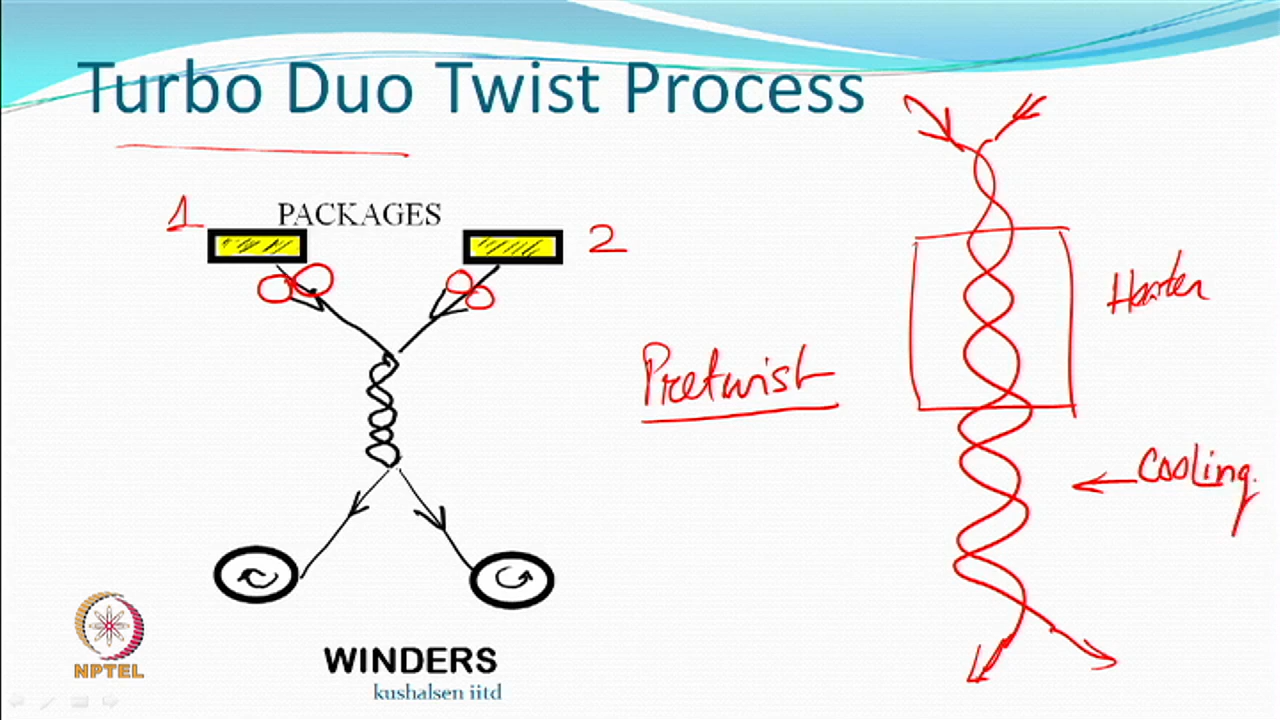 Turbo Duo Twist Process
1
PACKAGES
2
Heater
Pretwist
Cooling.
WINDERS
kushalsen iitd
NPTEL